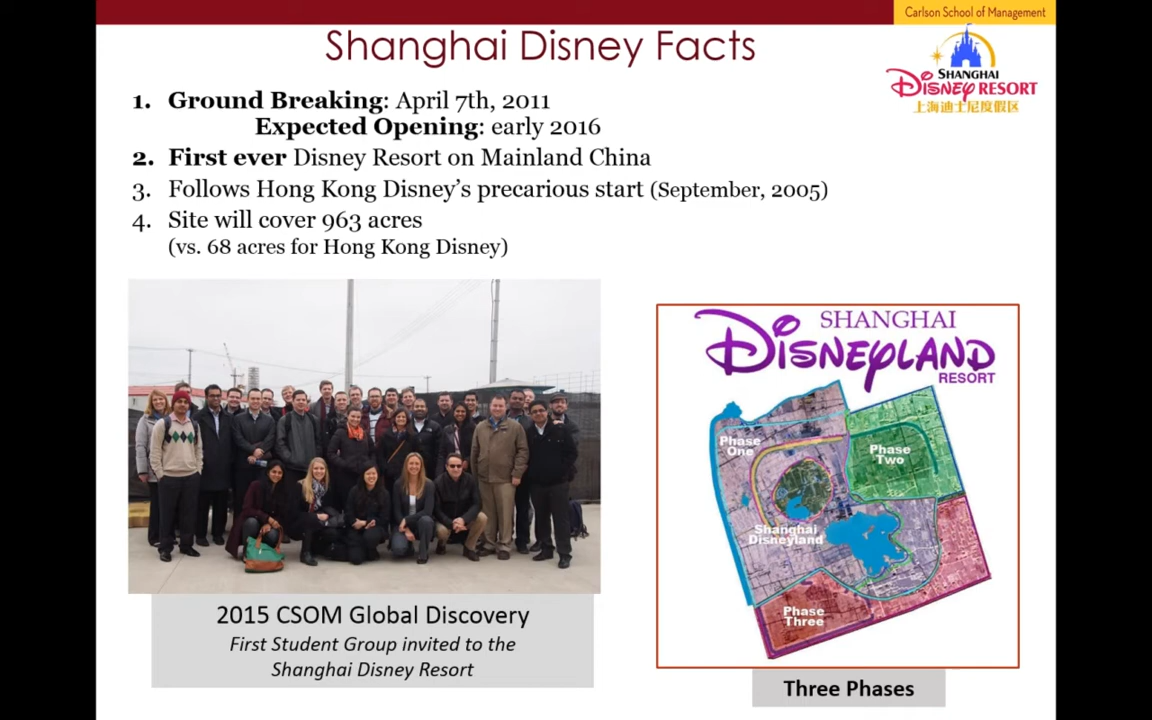 Carlson School of Management
Shanghai Disney Facts
SHANGHAI
DISNEY RESORT
上海迪士尼度假区
1. Ground Breaking: April 7th, 2011
Expected Opening: early 2016
2. First ever Disney Resort on Mainland China
3. Follows Hong Kong Disney's precarious start (September, 2005)
4. Site will cover 963 acres
(vs. 68 acres for Hong Kong Disney)
SHANGHAI
DISNEYLAND
RESORT
Phase
One
Phase
Two
Shanghai
Disneyland
Phase
Three
2015 CSOM Global Discovery
First Student Group invited to the
Shanghai Disney Resort
Three Phases